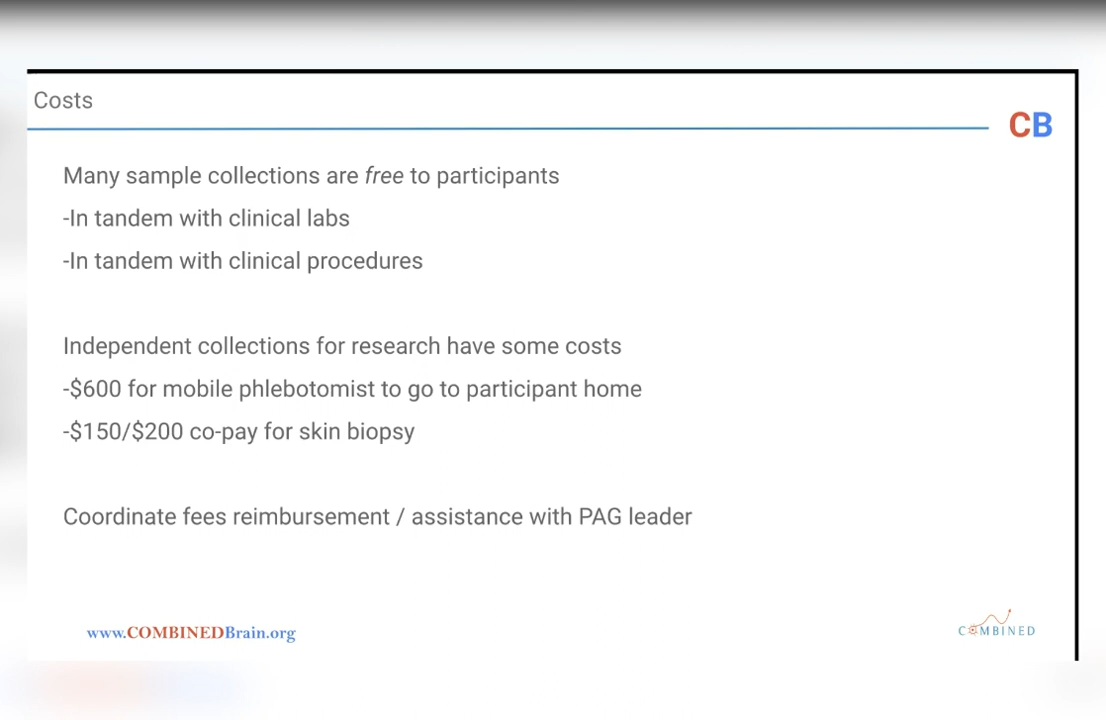 Costs
CB
Many sample collections are free to participants
-In tandem with clinical labs
-In tandem with clinical procedures
Independent collections for research have some costs
-$600 for mobile phlebotomist to go to participant home
-$150/$200 co-pay for skin biopsy
Coordinate fees reimbursement / assistance with PAG leader
www.COMBINEDBrain.org
COMBINED